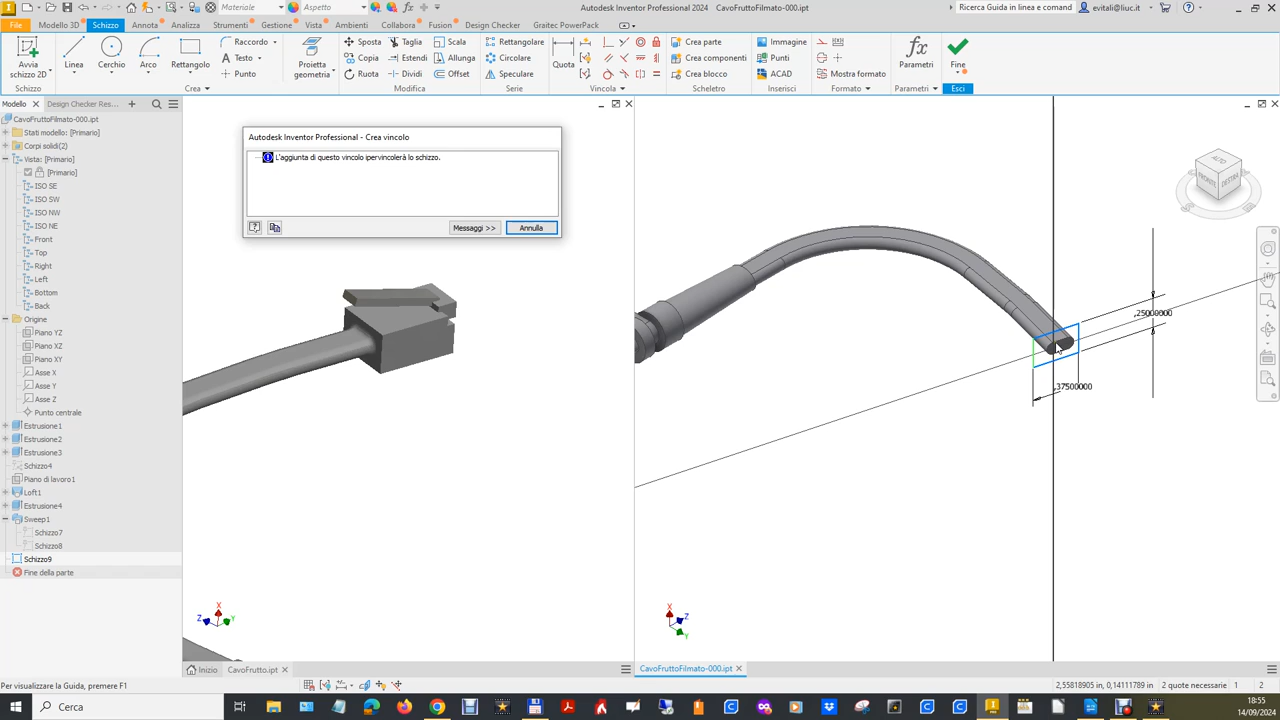 Materiale
Aspetto
Autodesk Inventor Professional 2024 CavoFruttoFilmato-000.ipt
Ricerca Guida in linea e comandi
evitali@liuc.it
File Modello 3D Schizzo Annota Analizza Strumenti Gestione Vista Ambienti Collabora Fusion Design Checker Graitec PowerPack
Avvia schizzo 2D
Linea
Cerchio
Arco
Rettangolo
Raccordo
Testo
Punto
Proietta geometria
Sposta
Copia
Ruota
Taglia
Estendi
Dividi
Scala
Allunga
Offset
Rettangolare
Circolare
Speculare
Quota
Crea parte
Crea componenti
Crea blocco
Immagine
Punti
ACAD
Mostra formato
fx
Parametri
Fine
Schizzo Crea Modifica Serie Vincola Scheletro Inserisci Formato Parametri Esci
Modello Design Checker Res...
CavoFruttoFilmato-000.ipt
Stati modello: [Primario]
Corpi solidi(2)
Vista: [Primario]
[Primario]
ISO SE
ISO SW
ISO NW
ISO NE
Front
Top
Right
Left
Bottom
Back
Origine
Piano YZ
Piano XZ
Piano XY
Asse X
Asse Y
Asse Z
Punto centrale
Estrusione1
Estrusione2
Estrusione3
Schizzo4
Piano di lavoro1
Loft1
Estrusione4
Sweep1
Schizzo7
Schizzo8
Schizzo9
Fine della parte
Autodesk Inventor Professional - Crea vincolo
L'aggiunta di questo vincolo ipervincolerà lo schizzo.
Messaggi >>
Annulla
ALTO
FRONTE
DESTRA
,25000000
,37500000
X
Z
Y
X
Z
Y
Inizio
CavoFrutto.ipt
CavoFruttoFilmato-000.ipt
Per visualizzare la Guida, premere F1
2,55818905 in, 0,14111789 in
2 quote necessarie
1
2
Cerca
18:55
14/09/2024